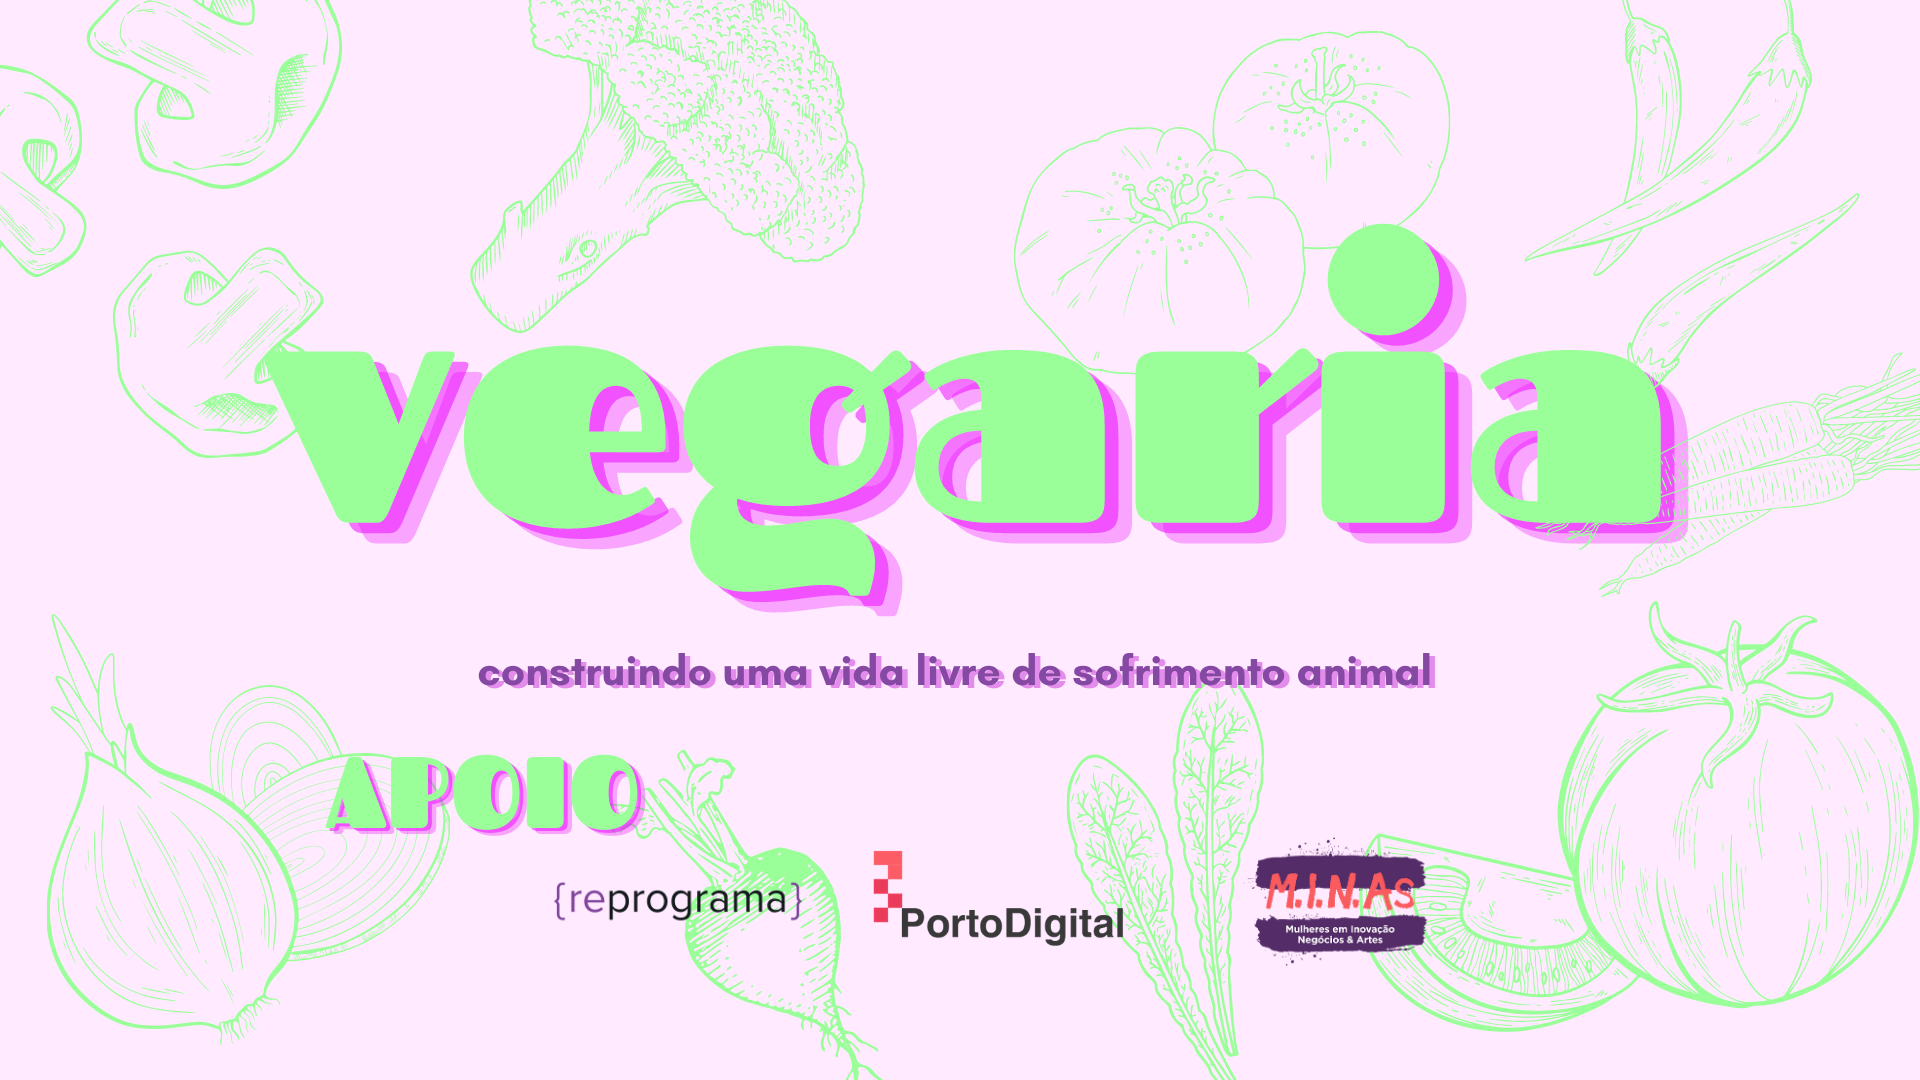 vegaria
construindo uma vida livre de sofrimento animal
APOIO
{reprograma}
PortoDigital
M.I.N.As
Mulheres em Inovação
Negócios & Artes